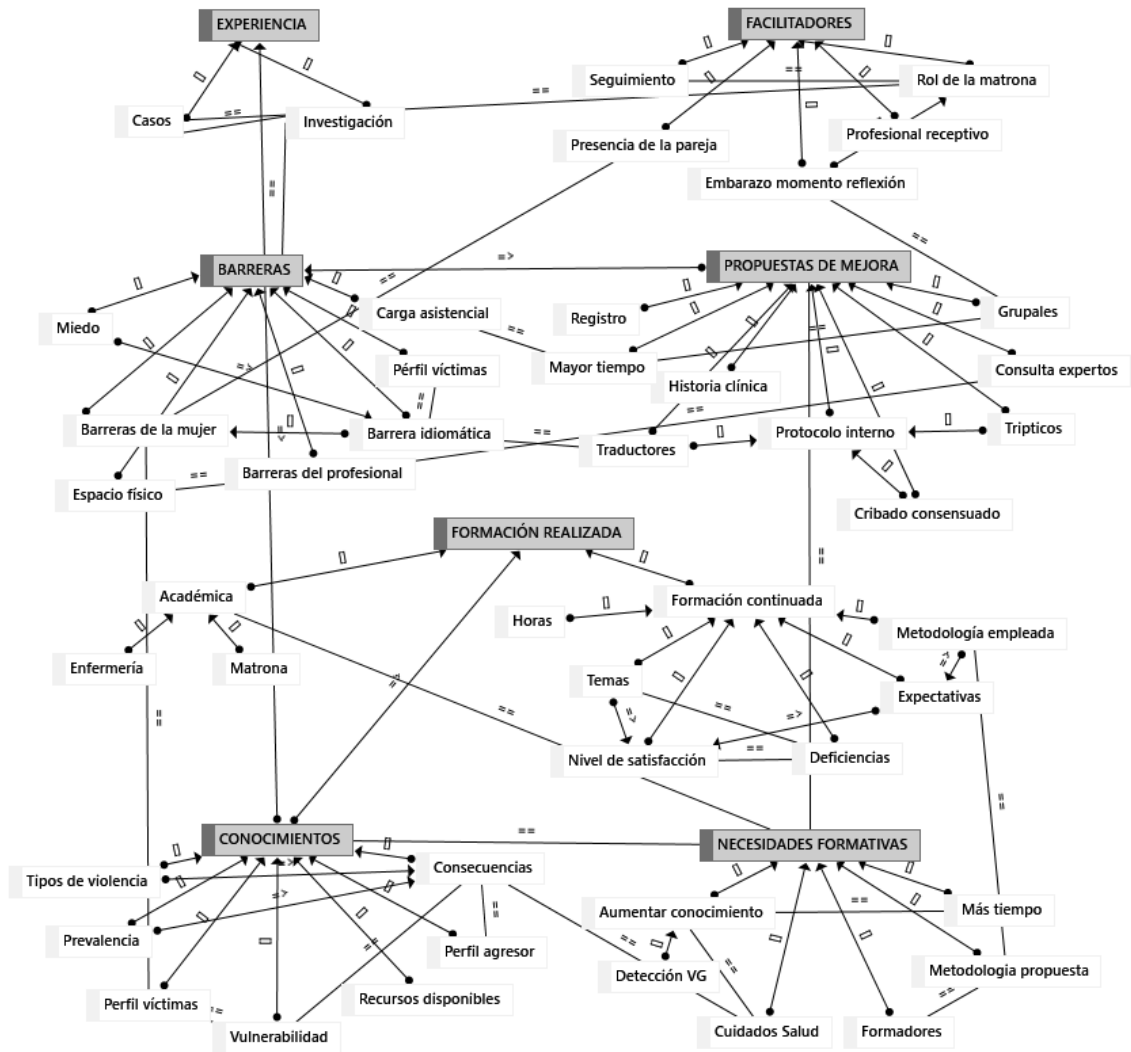 EXPERIENCIA
FACILITADORES
Seguimiento
==
Rol de la matrona
==
==
Casos
Investigación
Profesional receptivo
Presencia de la pareja
Embarazo momento reflexión
==
==
=>
BARRERAS
PROPUESTAS DE MEJORA
==
Miedo
Carga asistencial
Registro
Grupales
==
==
Mayor tiempo
Consulta expertos
=>
Pérfil víctimas
Historia clínica
==
==
Barreras de la mujer
=>
Barrera idiomática
==
Traductores
Protocolo interno
Tripticos
==
Barreras del profesional
Espacio físico
Cribado consensuado
FORMACIÓN REALIZADA
==
Académica
Formación continuada
Horas
Metodología empleada
Enfermería
Matrona
=>
=>
Temas
Expectativas
==
==
==
=>
=>
Nivel de satisfacción
==
Deficiencias
==
CONOCIMIENTOS
==
NECESIDADES FORMATIVAS
=>
Consecuencias
Tipos de violencia
=>
==
Aumentar conocimiento
==
Más tiempo
Prevalencia
==
Perfil agresor
==
==
Detección VG
Metodologia propuesta
Perfil víctimas
Recursos disponibles
==
==
Vulnerabilidad
Cuidados Salud
Formadores